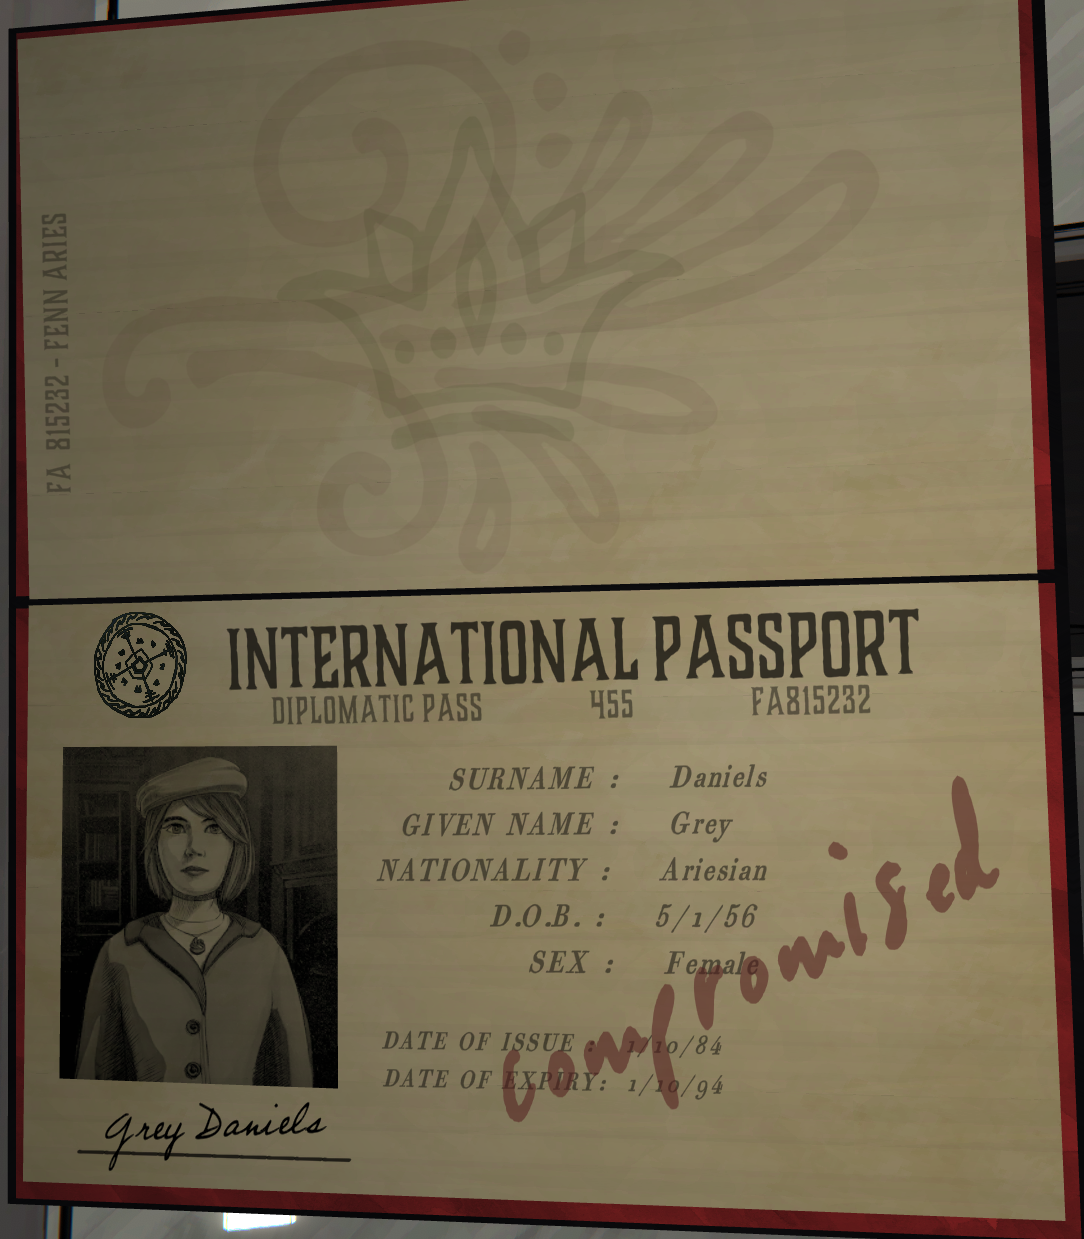 FA 815232 - FENN ARIES
INTERNATIONAL PASSPORT
DIPLOMATIC PASS 455 FA815232
SURNAME : Daniels
GIVEN NAME : Grey
NATIONALITY : Ariesian
D.O.B. : 5/1/56
SEX : Female
DATE OF ISSUE : 1/10/84
DATE OF EXPIRY: 1/10/94
compromised
Grey Daniels